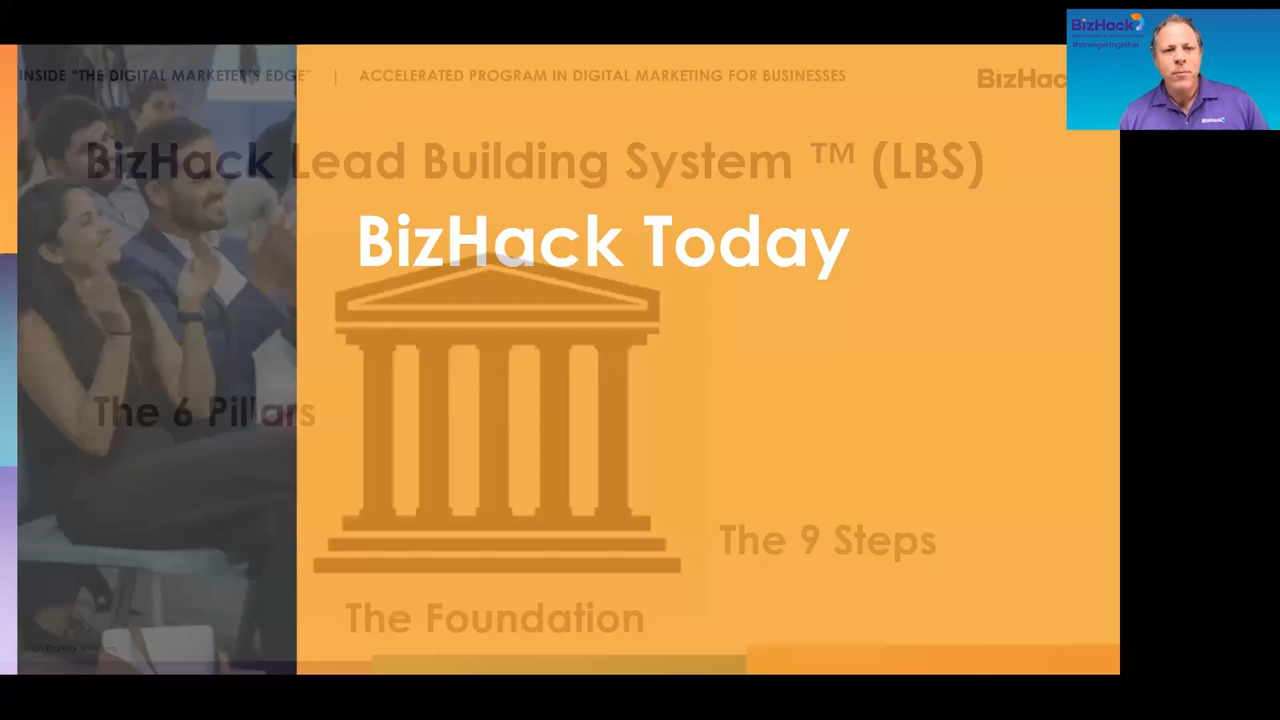 INSIDE "THE DIGITAL MARKETER'S EDGE" | ACCELERATED PROGRAM IN DIGITAL MARKETING FOR BUSINESSES
BizHac
BizHack
#strongertogether
BizHack
BizHack Lead Building System ™ (LBS)
BizHack Today
The 6 Pillars
The 9 Steps
The Foundation